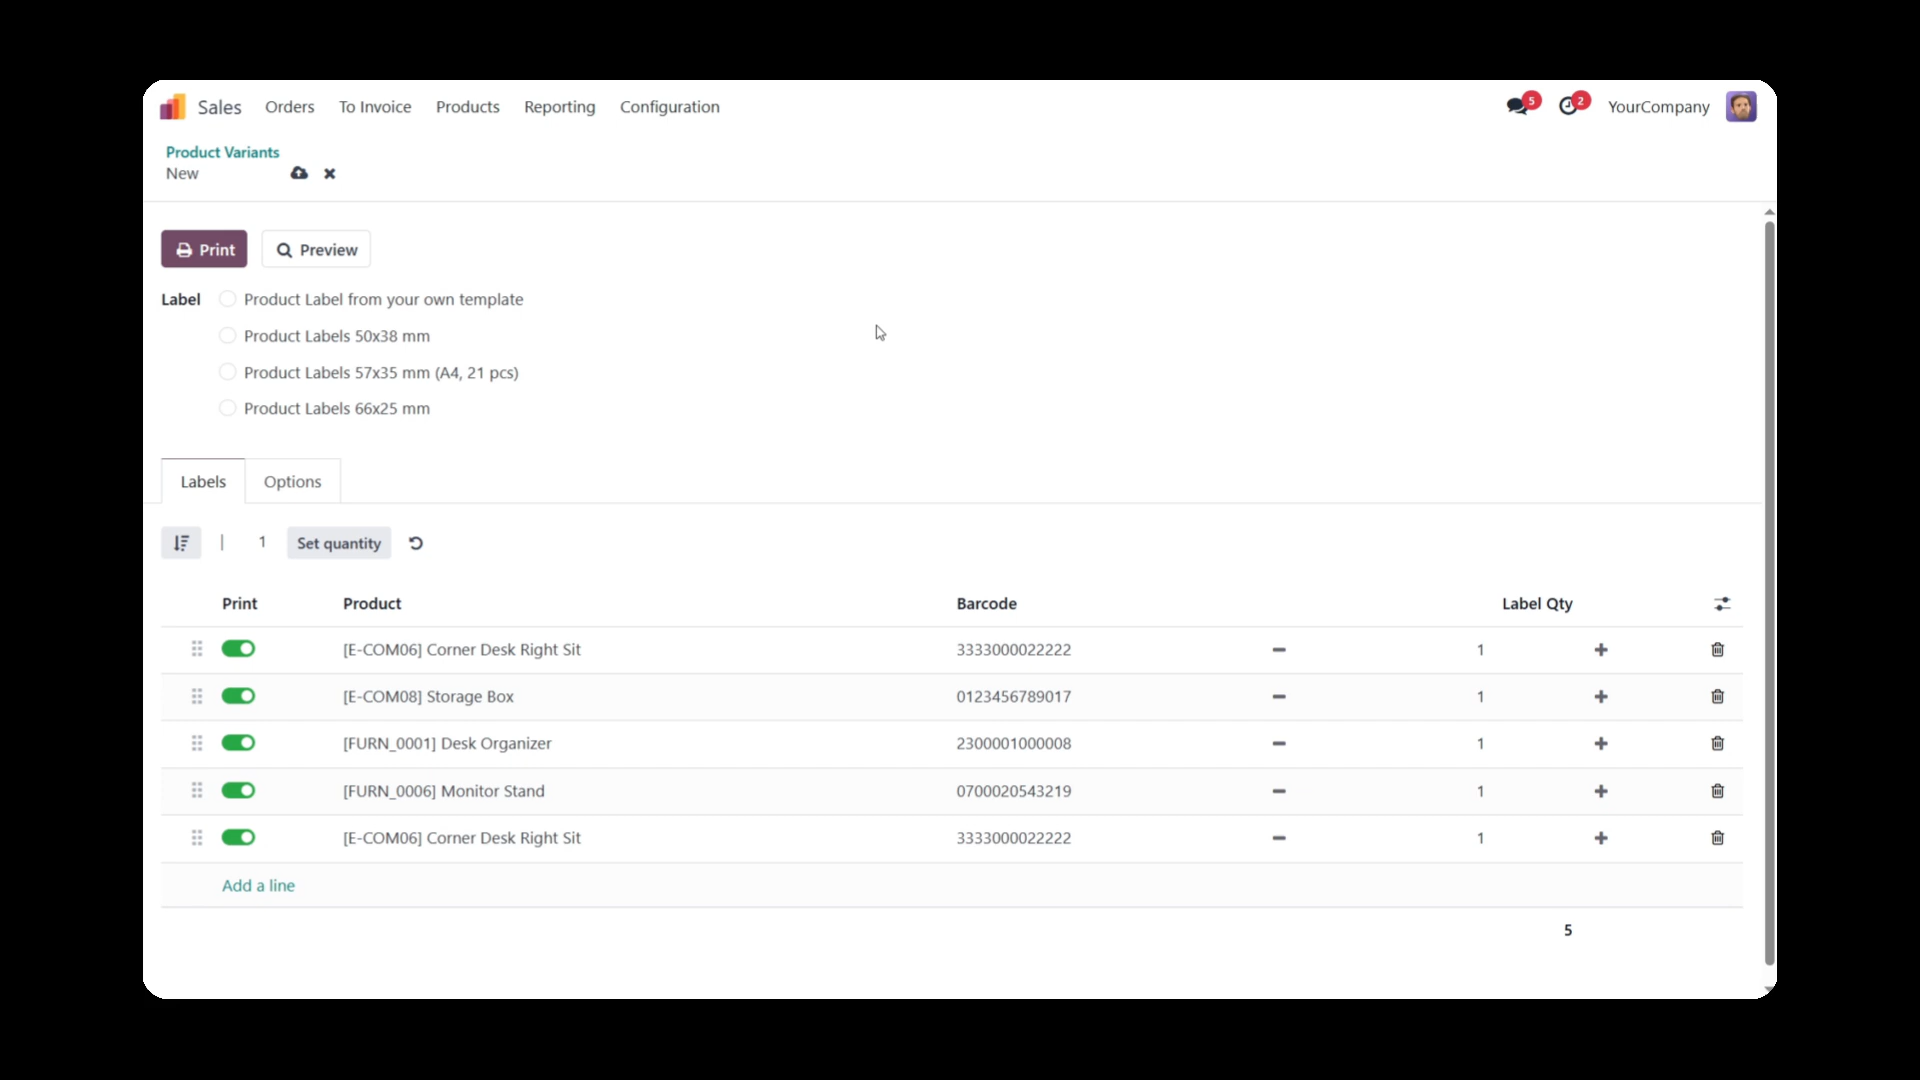 Sales Orders To Invoice Products Reporting Configuration 5 2 YourCompany
Product Variants
New
Print Preview
Label Product Label from your own template
Product Labels 50x38 mm
Product Labels 57x35 mm (A4, 21 pcs)
Product Labels 66x25 mm
Labels Options
| 1 Set quantity
Print Product Barcode Label Qty
[E-COM06] Corner Desk Right Sit 3333000022222 1
[E-COM08] Storage Box 0123456789017 1
[FURN_0001] Desk Organizer 2300001000008 1
[FURN_0006] Monitor Stand 0700020543219 1
[E-COM06] Corner Desk Right Sit 3333000022222 1
Add a line
5